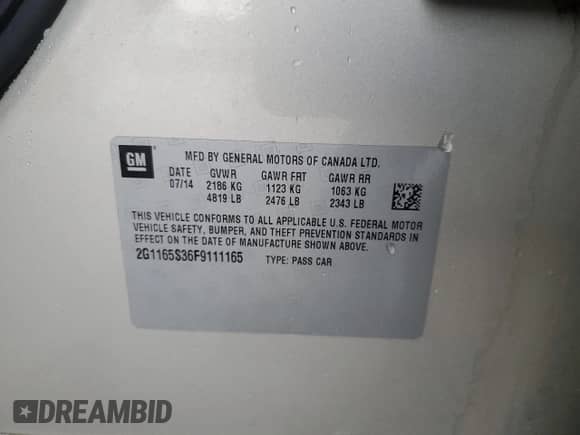 GM
MFD BY GENERAL MOTORS OF CANADA LTD.
DATE GVWR GAWR FRT GAWR RR
07/14 2186 KG 1123 KG 1063 KG
4819 LB 2476 LB 2343 LB
THIS VEHICLE CONFORMS TO ALL APPLICABLE U.S. FEDERAL MOTOR
VEHICLE SAFETY, BUMPER, AND THEFT PREVENTION STANDARDS IN
EFFECT ON THE DATE OF MANUFACTURE SHOWN ABOVE.
2G1165S36F9111165 TYPE: PASS CAR
DREAMBID